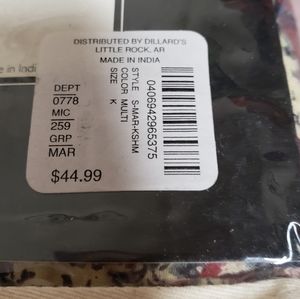 e in Indi
DISTRIBUTED BY DILLARD'S
LITTLE ROCK, AR
MADE IN INDIA
DEPT
0778
MIC
259
GRP
MAR
$44.99
STYLE S-MAR-KSHM
COLOR MULTI
SIZE K
0406942965375